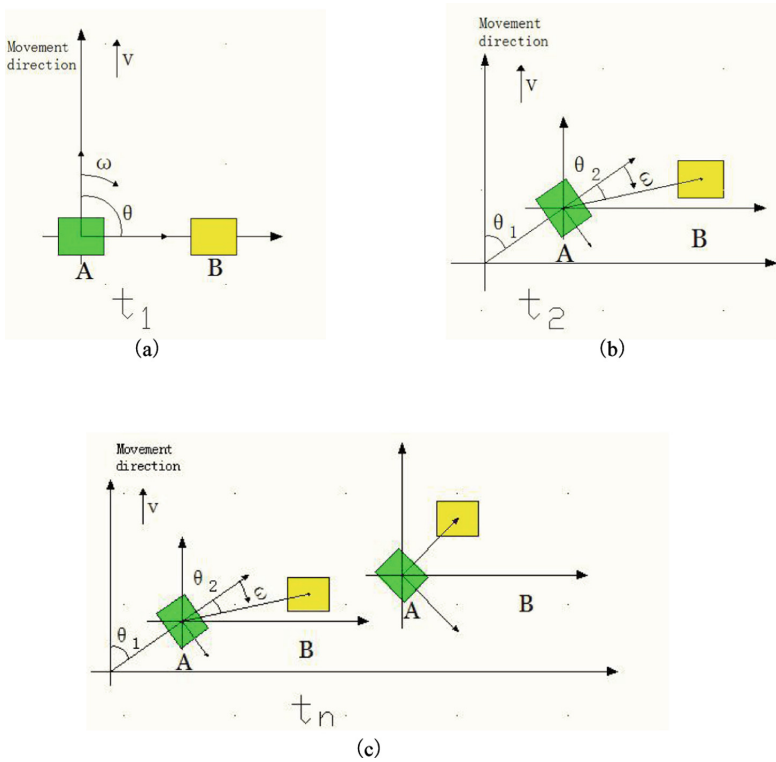 Movement
direction
V
ω
θ
A
B
t1
(a)
Movement
direction
V
θ2
ε
θ1
A
B
t2
(b)
Movement
direction
V
θ2
ε
θ1
A
B
A
B
tn
(c)